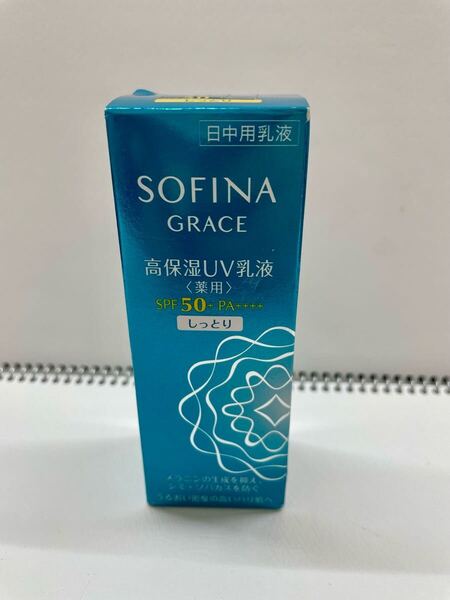 日中用乳液
SOFINA
GRACE
高保湿UV乳液
〈薬用〉
SPF 50+ PA++++
しっとり
メラニンの生成を抑え、
シミ・ソバカスを防ぐ
うるおい密着の高いハリ肌へ